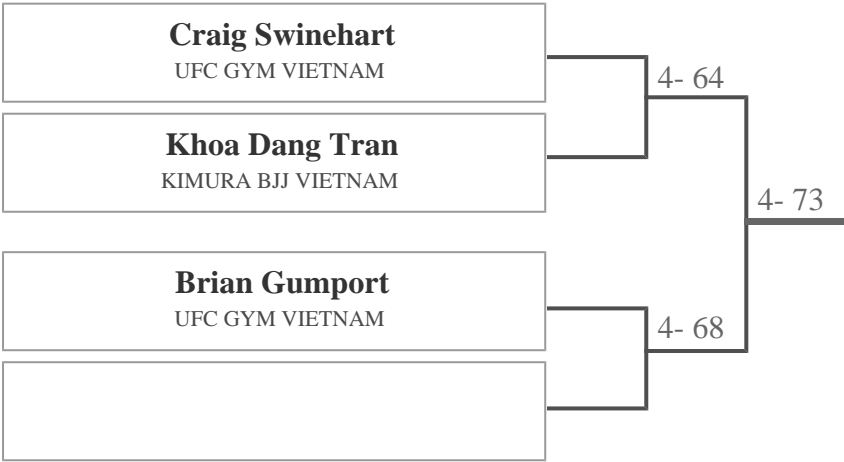 Craig Swinehart
UFC GYM VIETNAM
4- 64
Khoa Dang Tran
KIMURA BJJ VIETNAM
4- 73
Brian Gumport
UFC GYM VIETNAM
4- 68